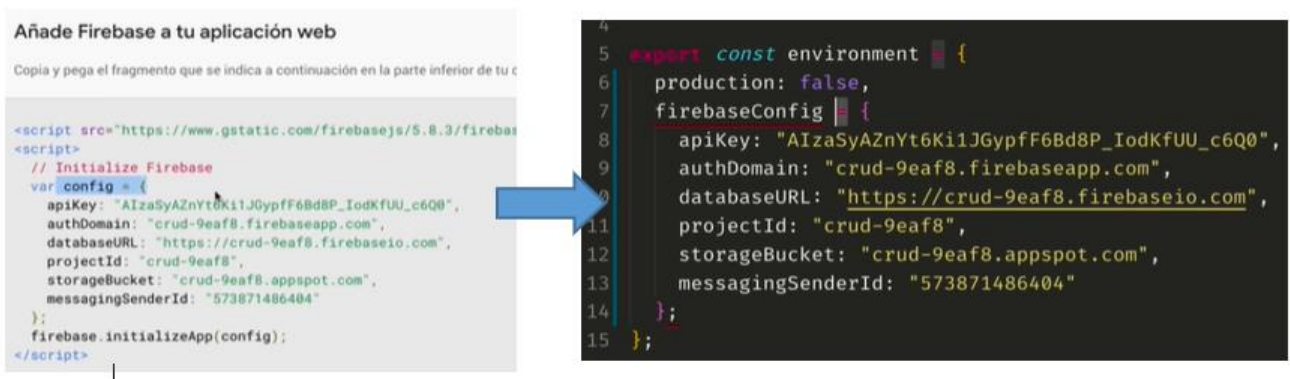 Añade Firebase a tu aplicación web
Copia y pega el fragmento que se indica a continuación en la parte inferior de tu c
<script src="https://www.gstatic.com/firebasejs/5.8.3/firebas
<script>
// Initialize Firebase
var config = {
apiKey: "AIzaSyAZnYt6Ki1JGypfF6Bd8P_IodKfUU_c6Q0",
authDomain: "crud-9eaf8.firebaseapp.com",
databaseURL: "https://crud-9eaf8.firebaseio.com",
projectId: "crud-9eaf8",
storageBucket: "crud-9eaf8.appspot.com",
messagingSenderId: "573871486404"
};
firebase.initializeApp(config);
</script>
4
5 export const environment = {
6 production: false,
7 firebaseConfig = {
8 apiKey: "AIzaSyAZnYt6Ki1JGypfF6Bd8P_IodKfUU_c6Q0",
9 authDomain: "crud-9eaf8.firebaseapp.com",
0 databaseURL: "https://crud-9eaf8.firebaseio.com",
11 projectId: "crud-9eaf8",
12 storageBucket: "crud-9eaf8.appspot.com",
13 messagingSenderId: "573871486404"
14 };
15 };